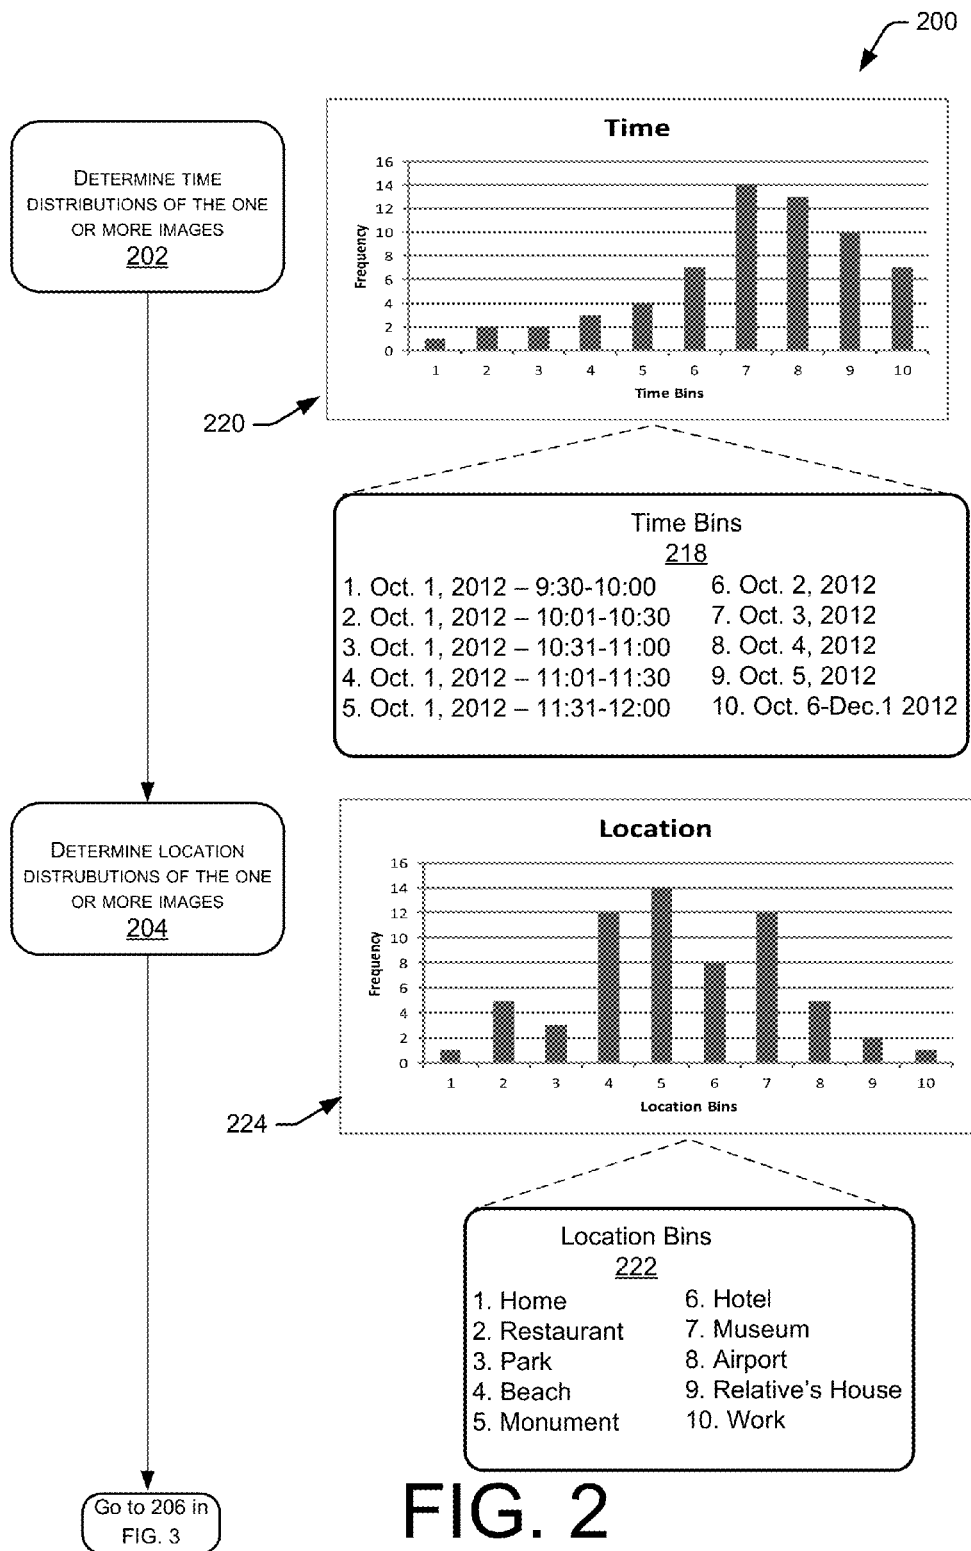 200
DETERMINE TIME
DISTRIBUTIONS OF THE ONE
OR MORE IMAGES
202
Time
16
14
12
10
8
6
4
2
0
Frequency
1 2 3 4 5 6 7 8 9 10
Time Bins
220
Time Bins
218
1. Oct. 1, 2012 – 9:30-10:00
2. Oct. 1, 2012 – 10:01-10:30
3. Oct. 1, 2012 – 10:31-11:00
4. Oct. 1, 2012 – 11:01-11:30
5. Oct. 1, 2012 – 11:31-12:00
6. Oct. 2, 2012
7. Oct. 3, 2012
8. Oct. 4, 2012
9. Oct. 5, 2012
10. Oct. 6-Dec.1 2012
DETERMINE LOCATION
DISTRUBUTIONS OF THE ONE
OR MORE IMAGES
204
Location
16
14
12
10
8
6
4
2
0
Frequency
1 2 3 4 5 6 7 8 9 10
Location Bins
224
Location Bins
222
1. Home
2. Restaurant
3. Park
4. Beach
5. Monument
6. Hotel
7. Museum
8. Airport
9. Relative's House
10. Work
Go to 206 in
FIG. 3
FIG. 2